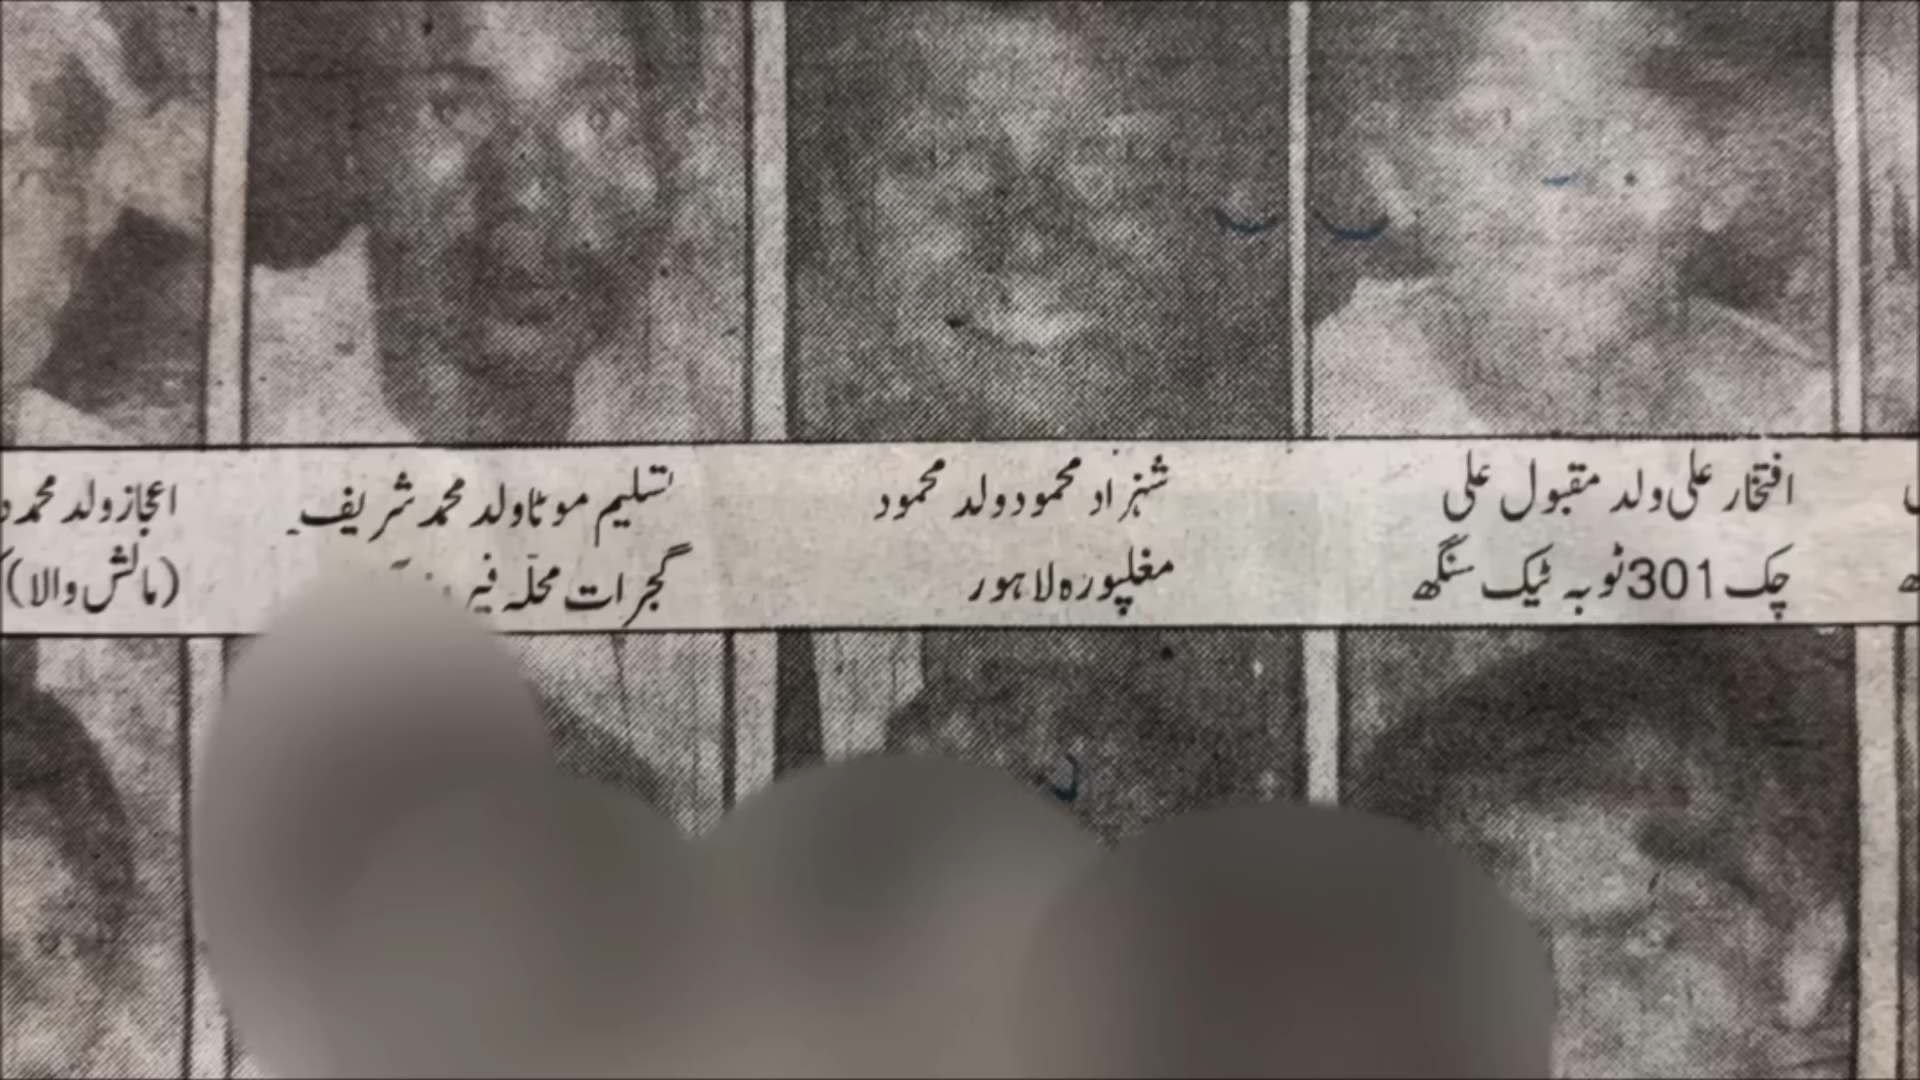 افتخار علی ولد مقبول علی
چک 301 ٹوبہ ٹیک سنگھ
شہزاد محمود ولد محمود
مغلپورہ لاہور
تسلیم موٹا ولد محمد شریف
گجرات محلہ
اعجاز ولد محمد
(مالش والا)